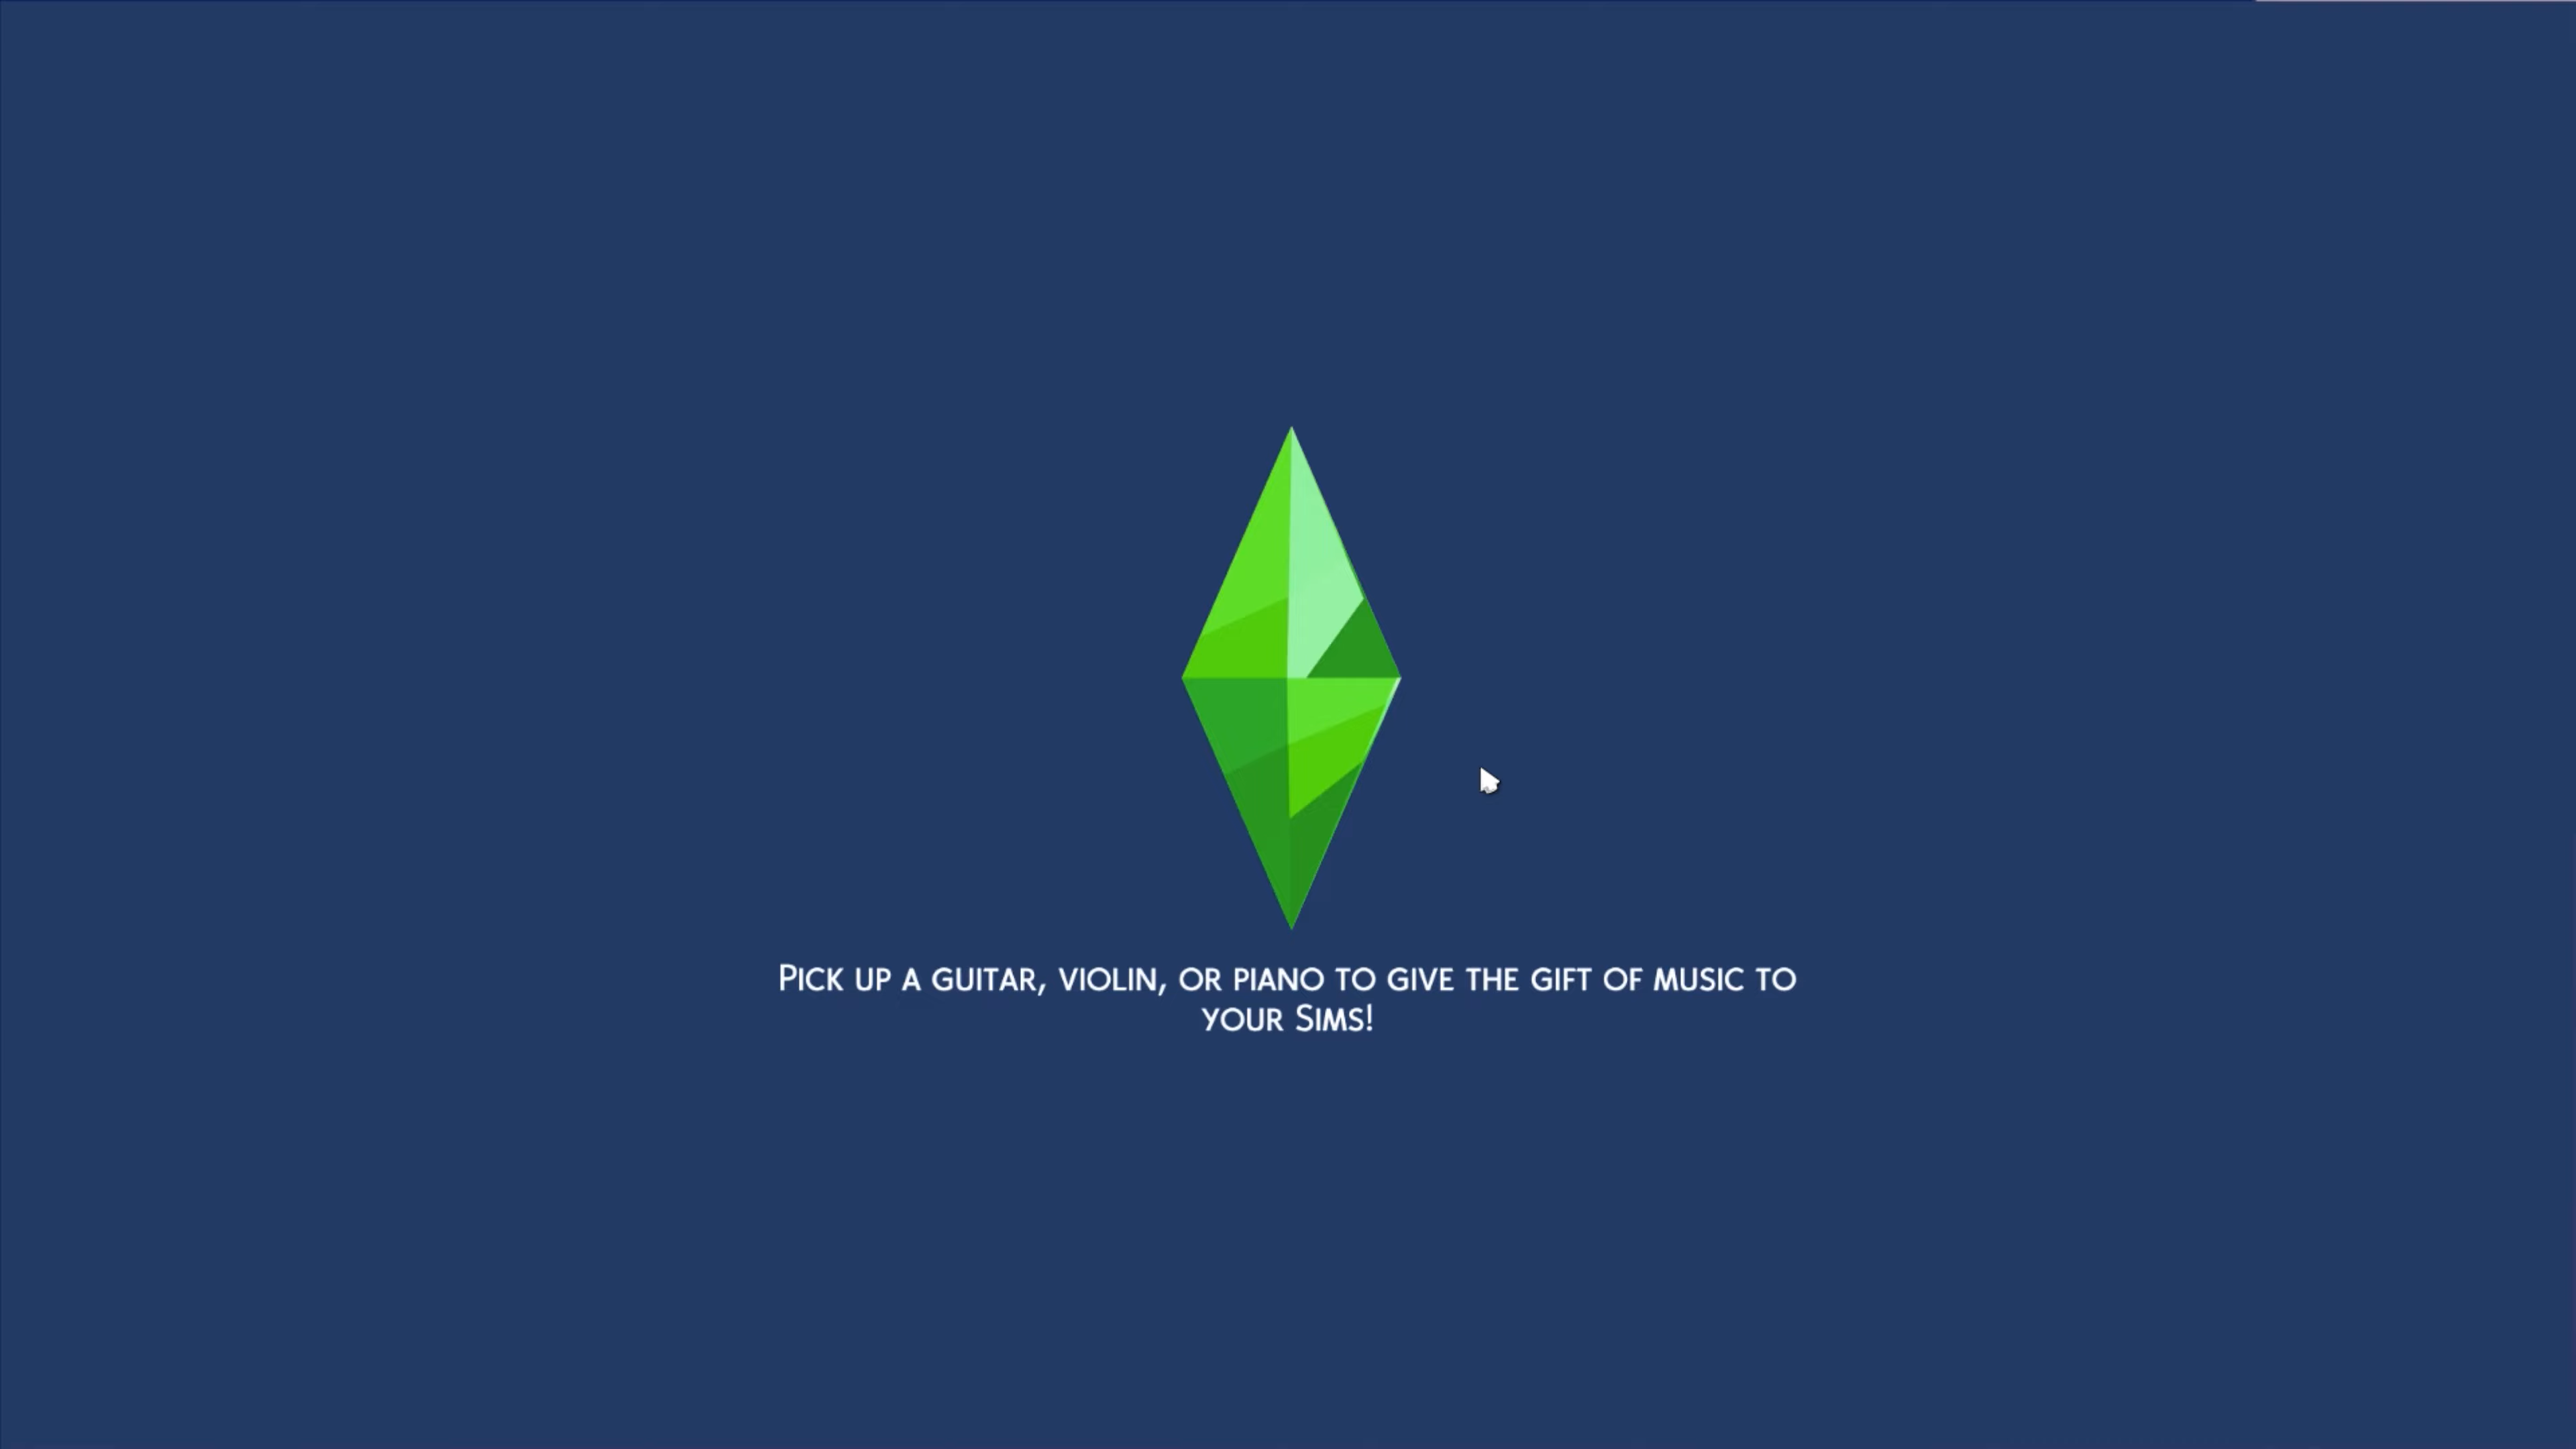 Pick up a guitar, violin, or piano to give the gift of music to
your Sims!